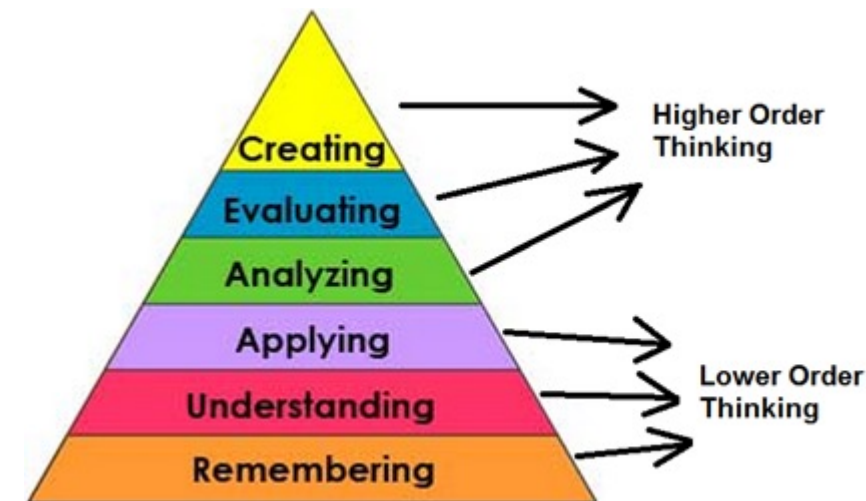 Creating
Evaluating
Analyzing
Applying
Understanding
Remembering
Higher Order
Thinking
Lower Order
Thinking